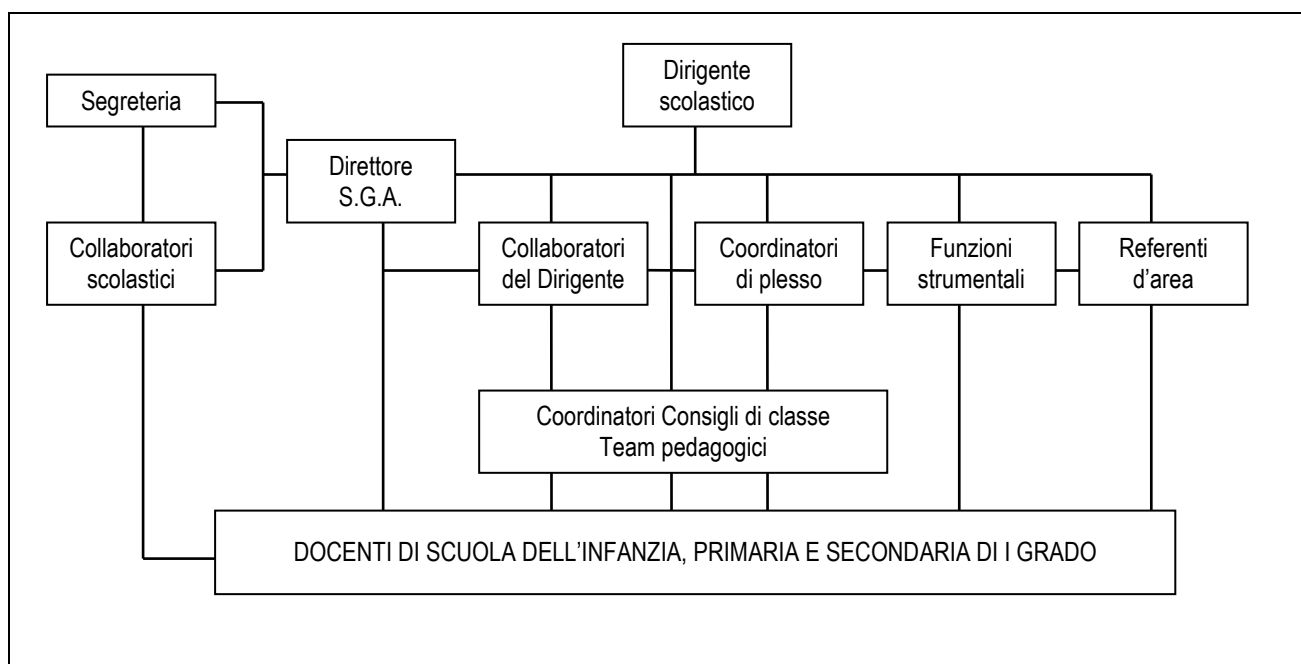 Dirigente
scolastico
Segreteria
Direttore
S.G.A.
Collaboratori
scolastici
Collaboratori
del Dirigente
Coordinatori
di plesso
Funzioni
strumentali
Referenti
d’area
Coordinatori Consigli di classe
Team pedagogici
DOCENTI DI SCUOLA DELL’INFANZIA, PRIMARIA E SECONDARIA DI I GRADO